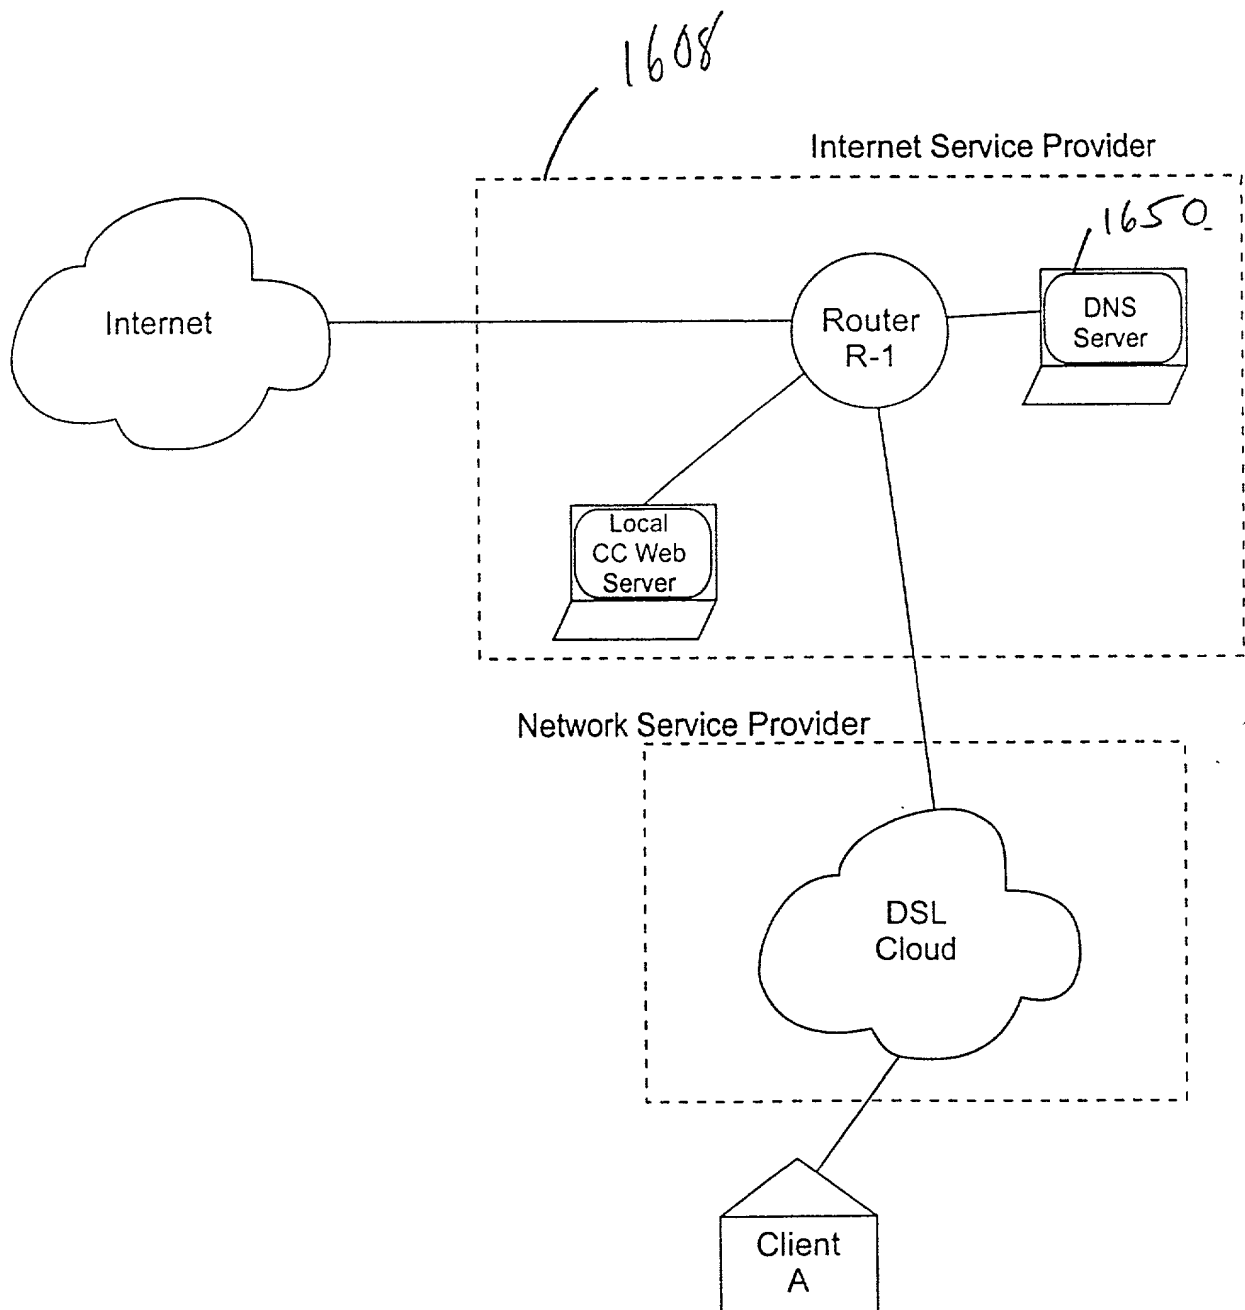 1608
Internet Service Provider
1650
Internet
Router
R-1
DNS
Server
Local
CC Web
Server
Network Service Provider
DSL
Cloud
Client
A